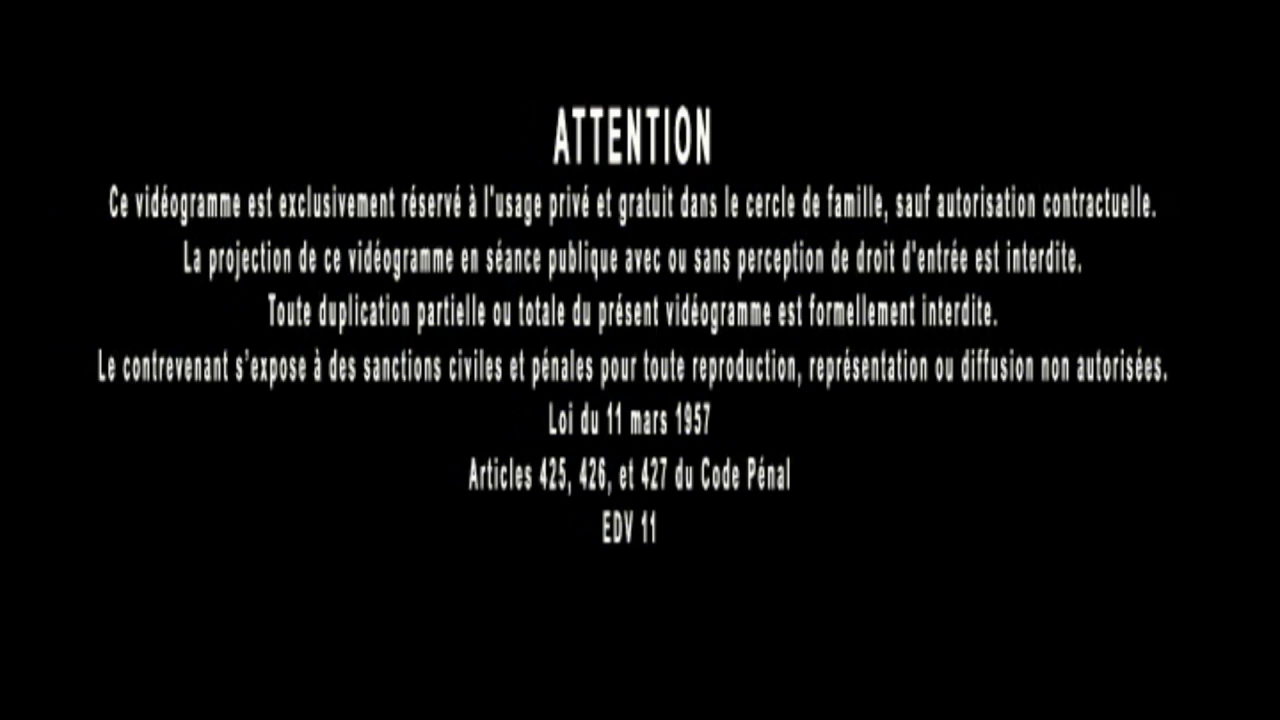 ATTENTION
Ce vidéogramme est exclusivement réservé à l'usage privé et gratuit dans le cercle de famille, sauf autorisation contractuelle.
La projection de ce vidéogramme en séance publique avec ou sans perception de droit d'entrée est interdite.
Toute duplication partielle ou totale du présent vidéogramme est formellement interdite.
Le contrevenant s'expose à des sanctions civiles et pénales pour toute reproduction, représentation ou diffusion non autorisées.
Loi du 11 mars 1957
Articles 425, 426, et 427 du Code Pénal
EDV 11